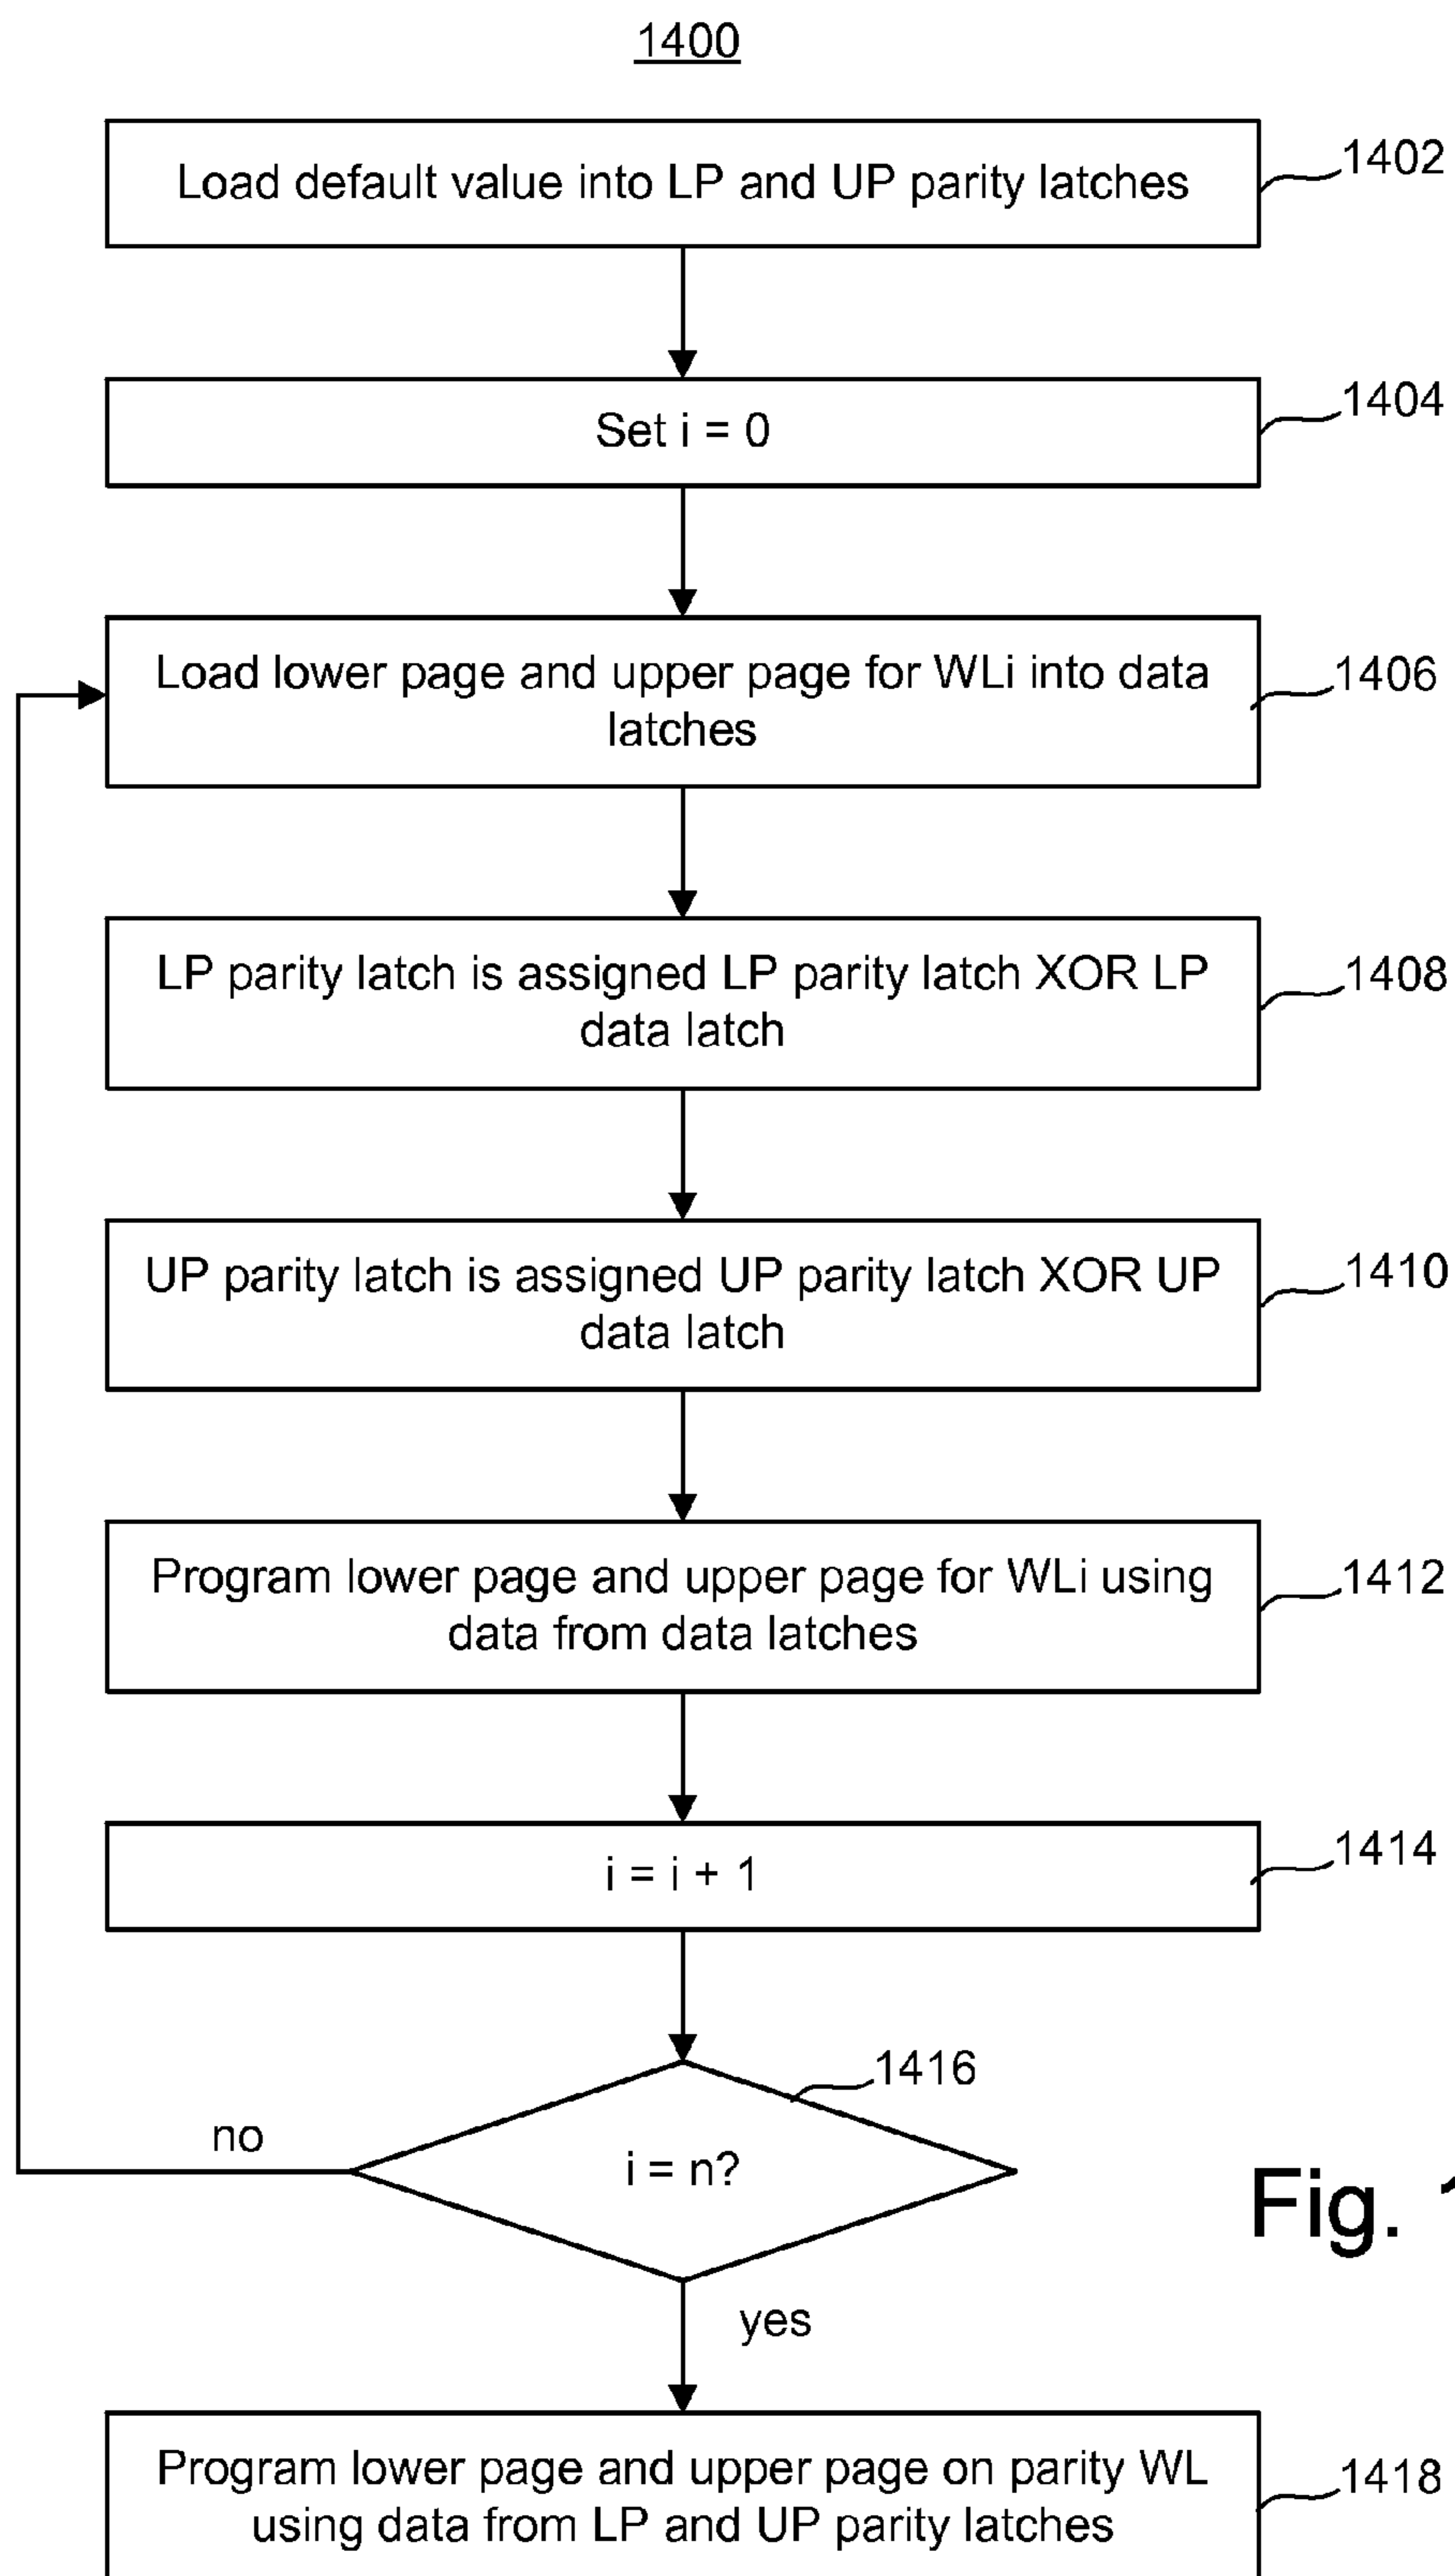 1400
Load default value into LP and UP parity latches
1402
Set i = 0
1404
Load lower page and upper page for WLi into data
latches
1406
LP parity latch is assigned LP parity latch XOR LP
data latch
1408
UP parity latch is assigned UP parity latch XOR UP
data latch
1410
Program lower page and upper page for WLi using
data from data latches
1412
i = i + 1
1414
1416
no
i = n?
Fig.
yes
Program lower page and upper page on parity WL
using data from LP and UP parity latches
1418